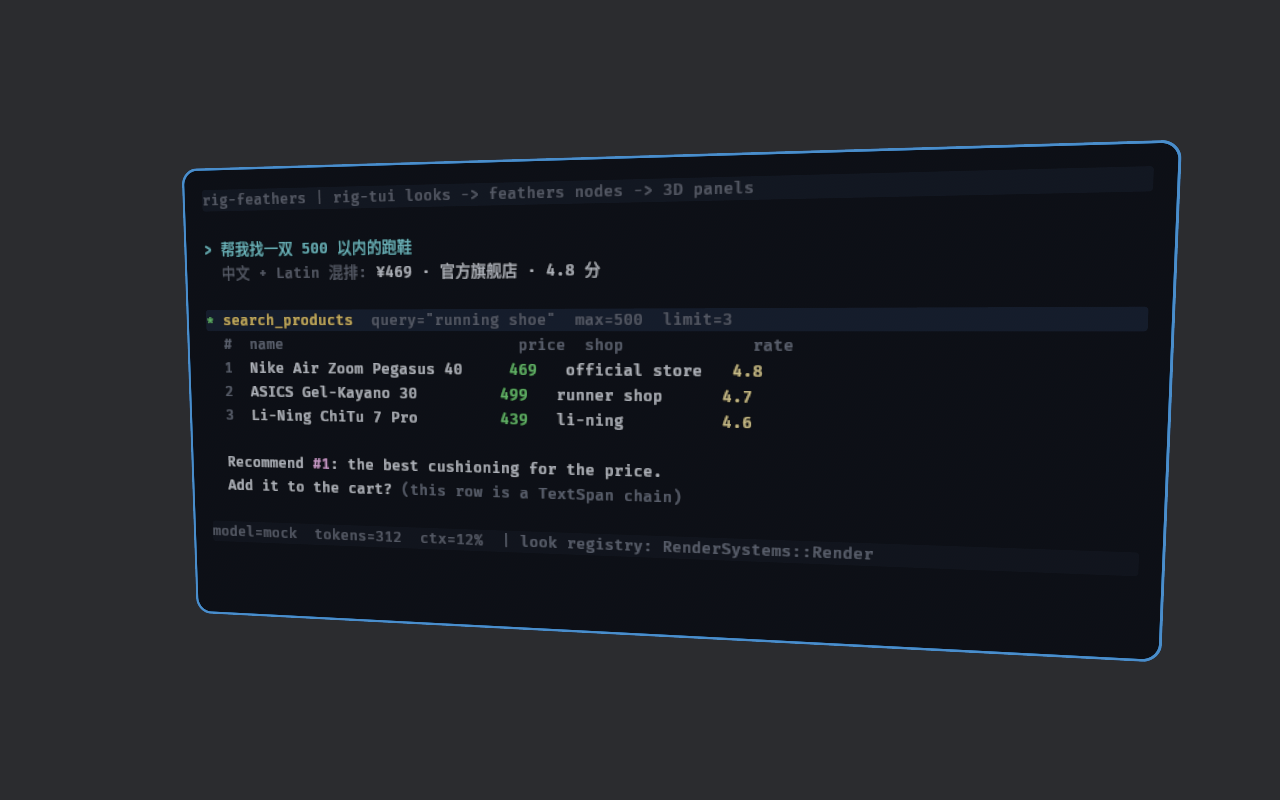 rig-feathers | rig-tui looks -> feathers nodes -> 3D panels
> 帮我找一双 500 以内的跑鞋
中文 + Latin 混排: ¥469 · 官方旗舰店 · 4.8 分
* search_products query="running shoe" max=500 limit=3
# name price shop rate
1 Nike Air Zoom Pegasus 40 469 official store 4.8
2 ASICS Gel-Kayano 30 499 runner shop 4.7
3 Li-Ning ChiTu 7 Pro 439 li-ning 4.6
Recommend #1: the best cushioning for the price.
Add it to the cart? (this row is a TextSpan chain)
model=mock tokens=312 ctx=12% | look registry: RenderSystems::Render